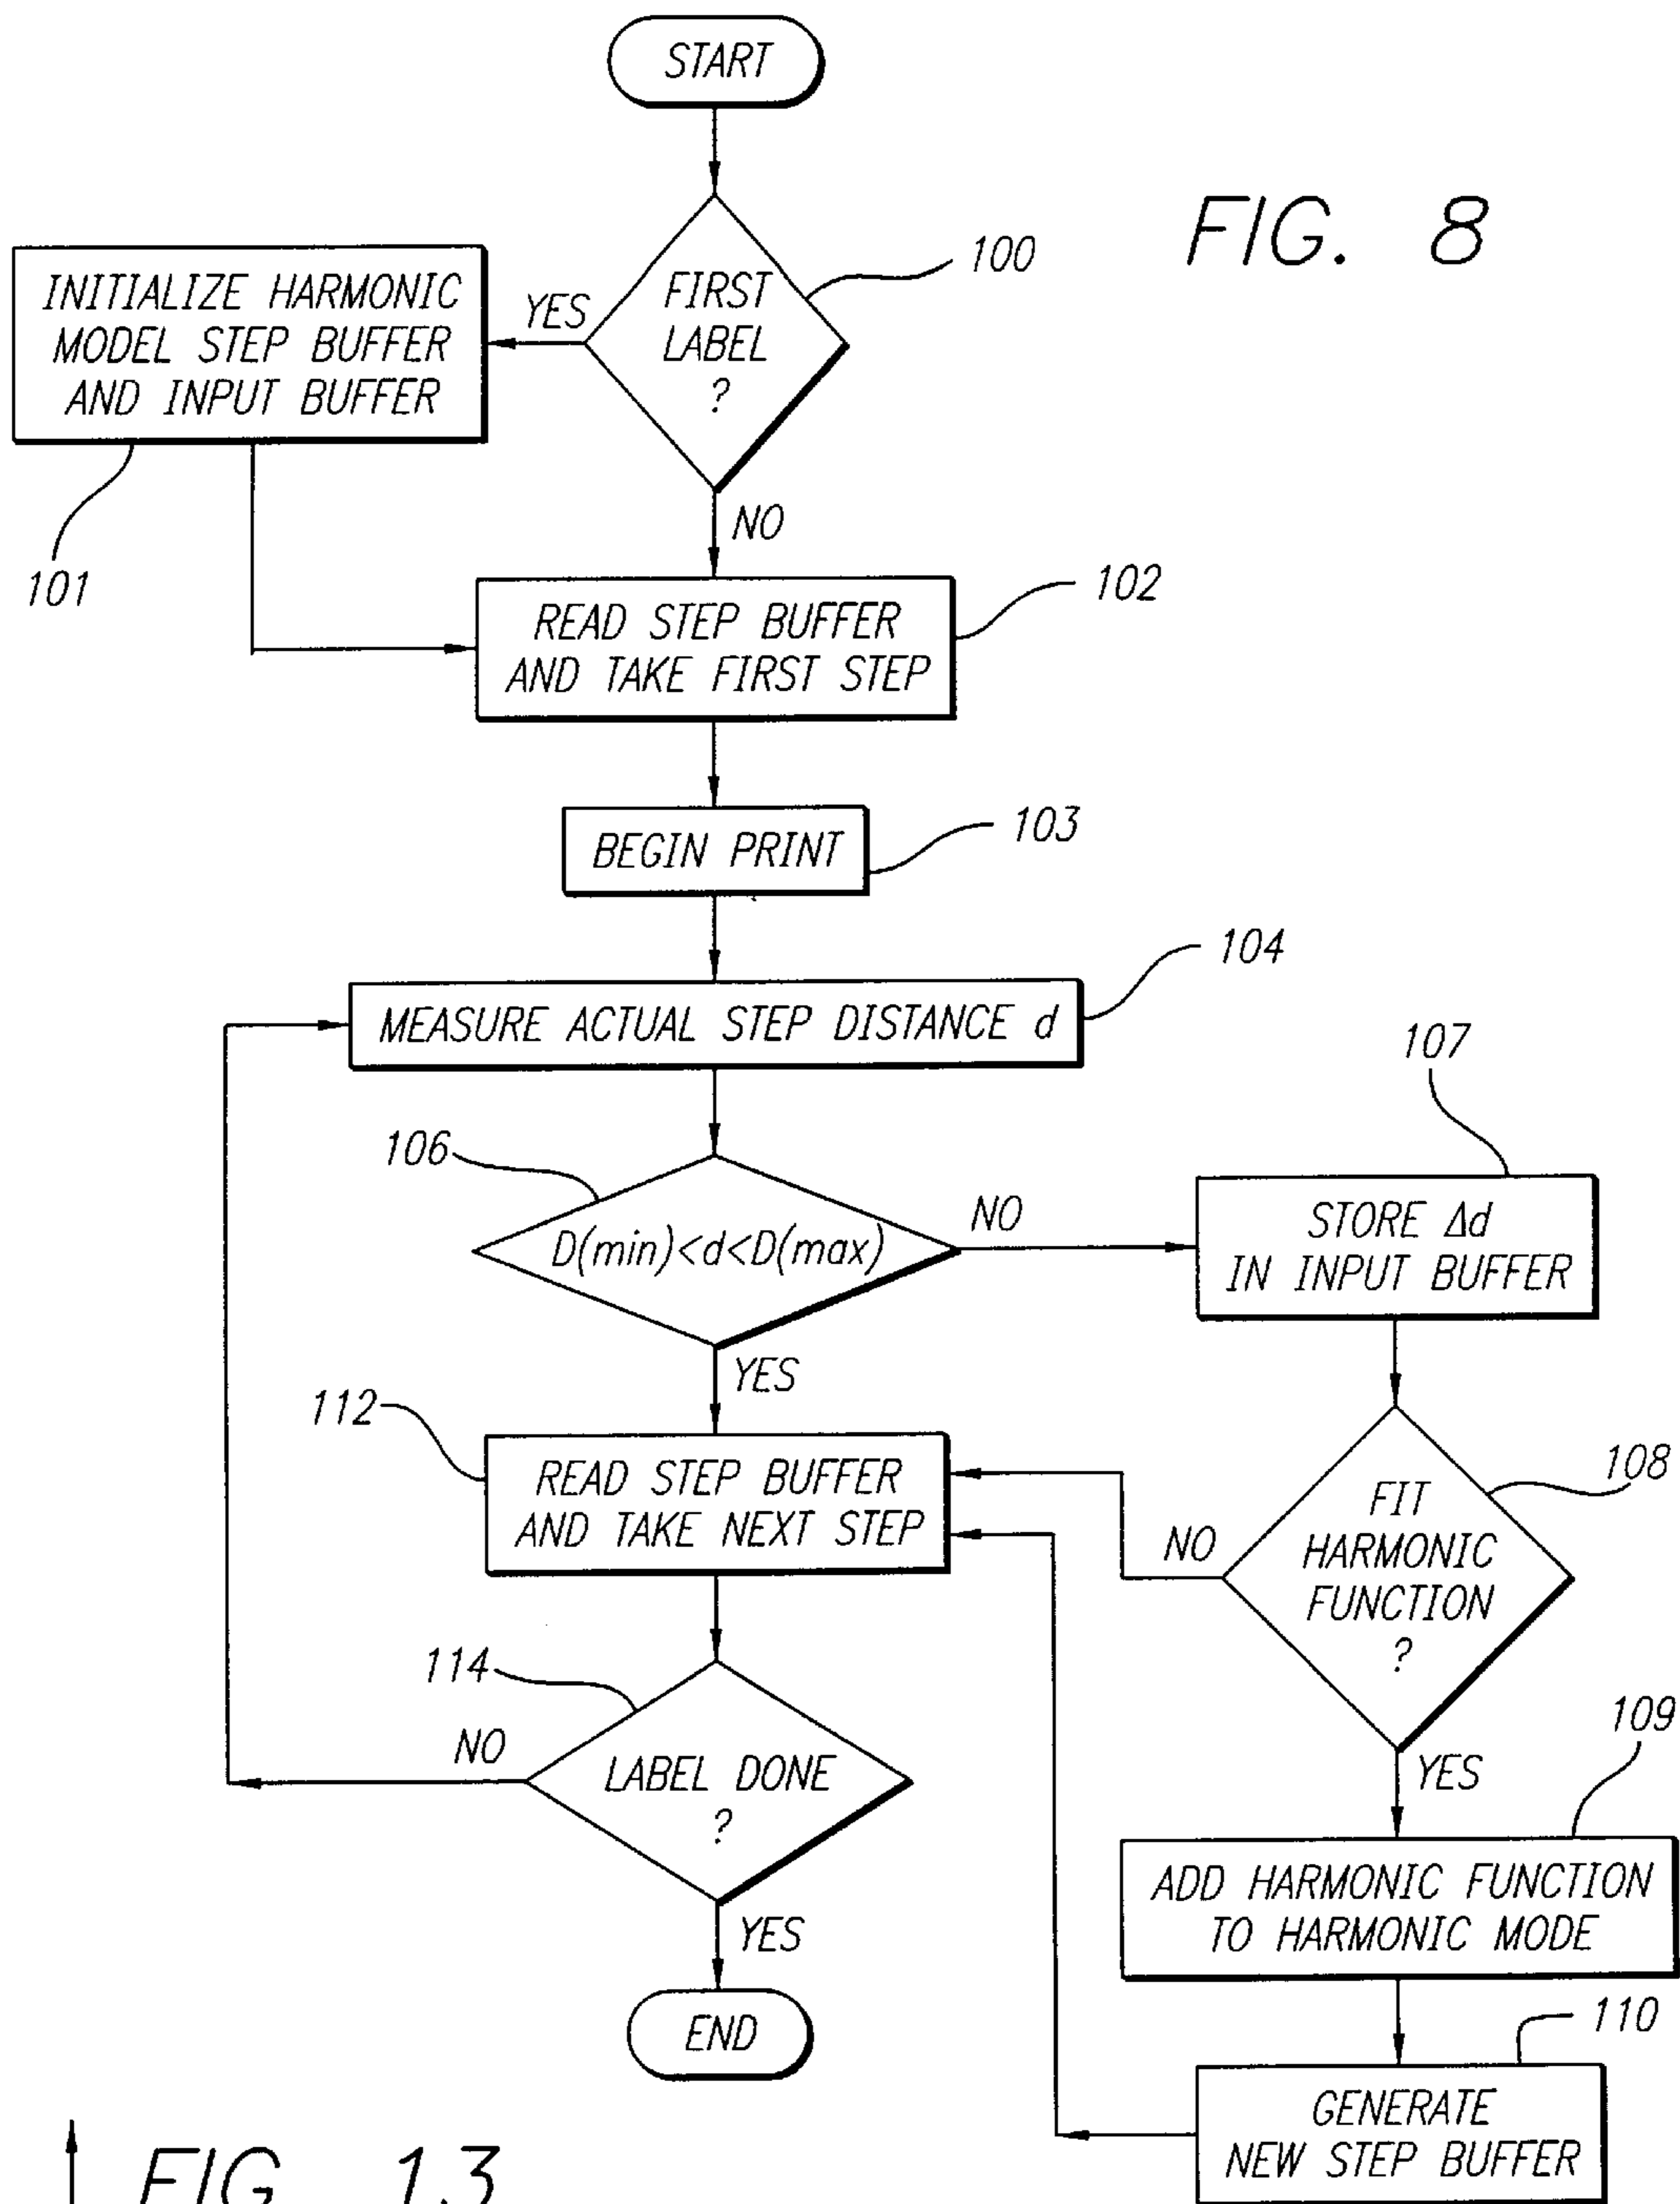 START
FIG. 8
100
FIRST
LABEL
?
YES
INITIALIZE HARMONIC
MODEL STEP BUFFER
AND INPUT BUFFER
101
NO
102
READ STEP BUFFER
AND TAKE FIRST STEP
103
BEGIN PRINT
104
MEASURE ACTUAL STEP DISTANCE d
106
D(min)<d<D(max)
NO
107
STORE Δd
IN INPUT BUFFER
YES
112
READ STEP BUFFER
AND TAKE NEXT STEP
108
FIT
HARMONIC
FUNCTION
?
NO
YES
114
LABEL DONE
?
NO
YES
END
109
ADD HARMONIC FUNCTION
TO HARMONIC MODE
110
GENERATE
NEW STEP BUFFER
FIG. 13